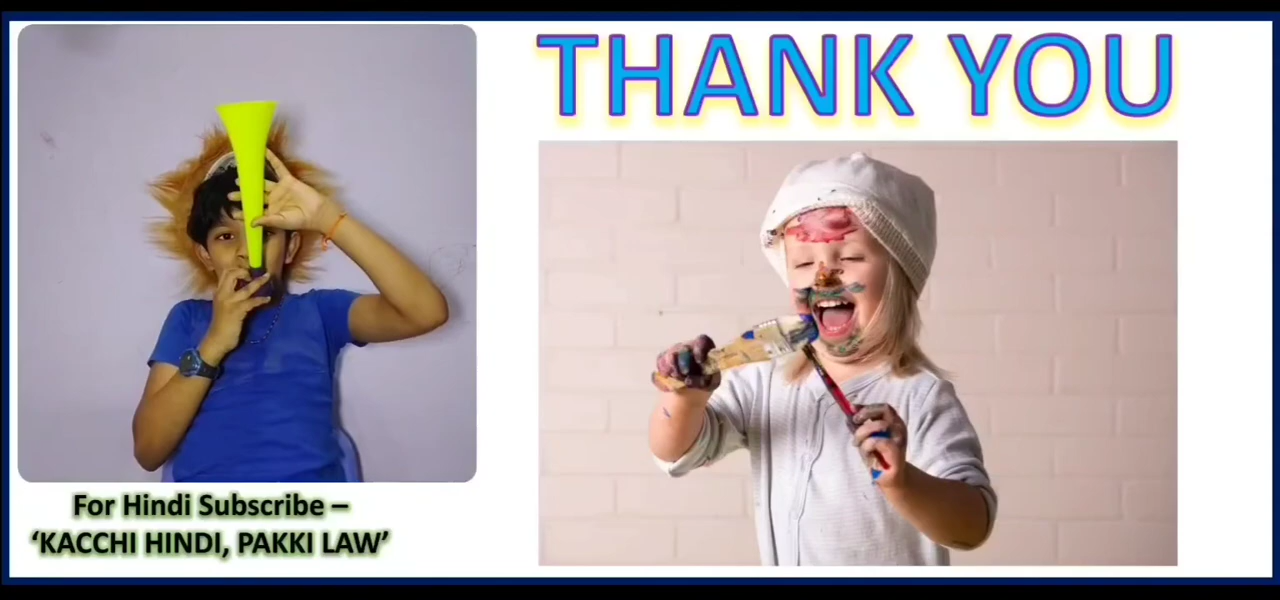 THANK YOU
For Hindi Subscribe –
‘KACCHI HINDI, PAKKI LAW’